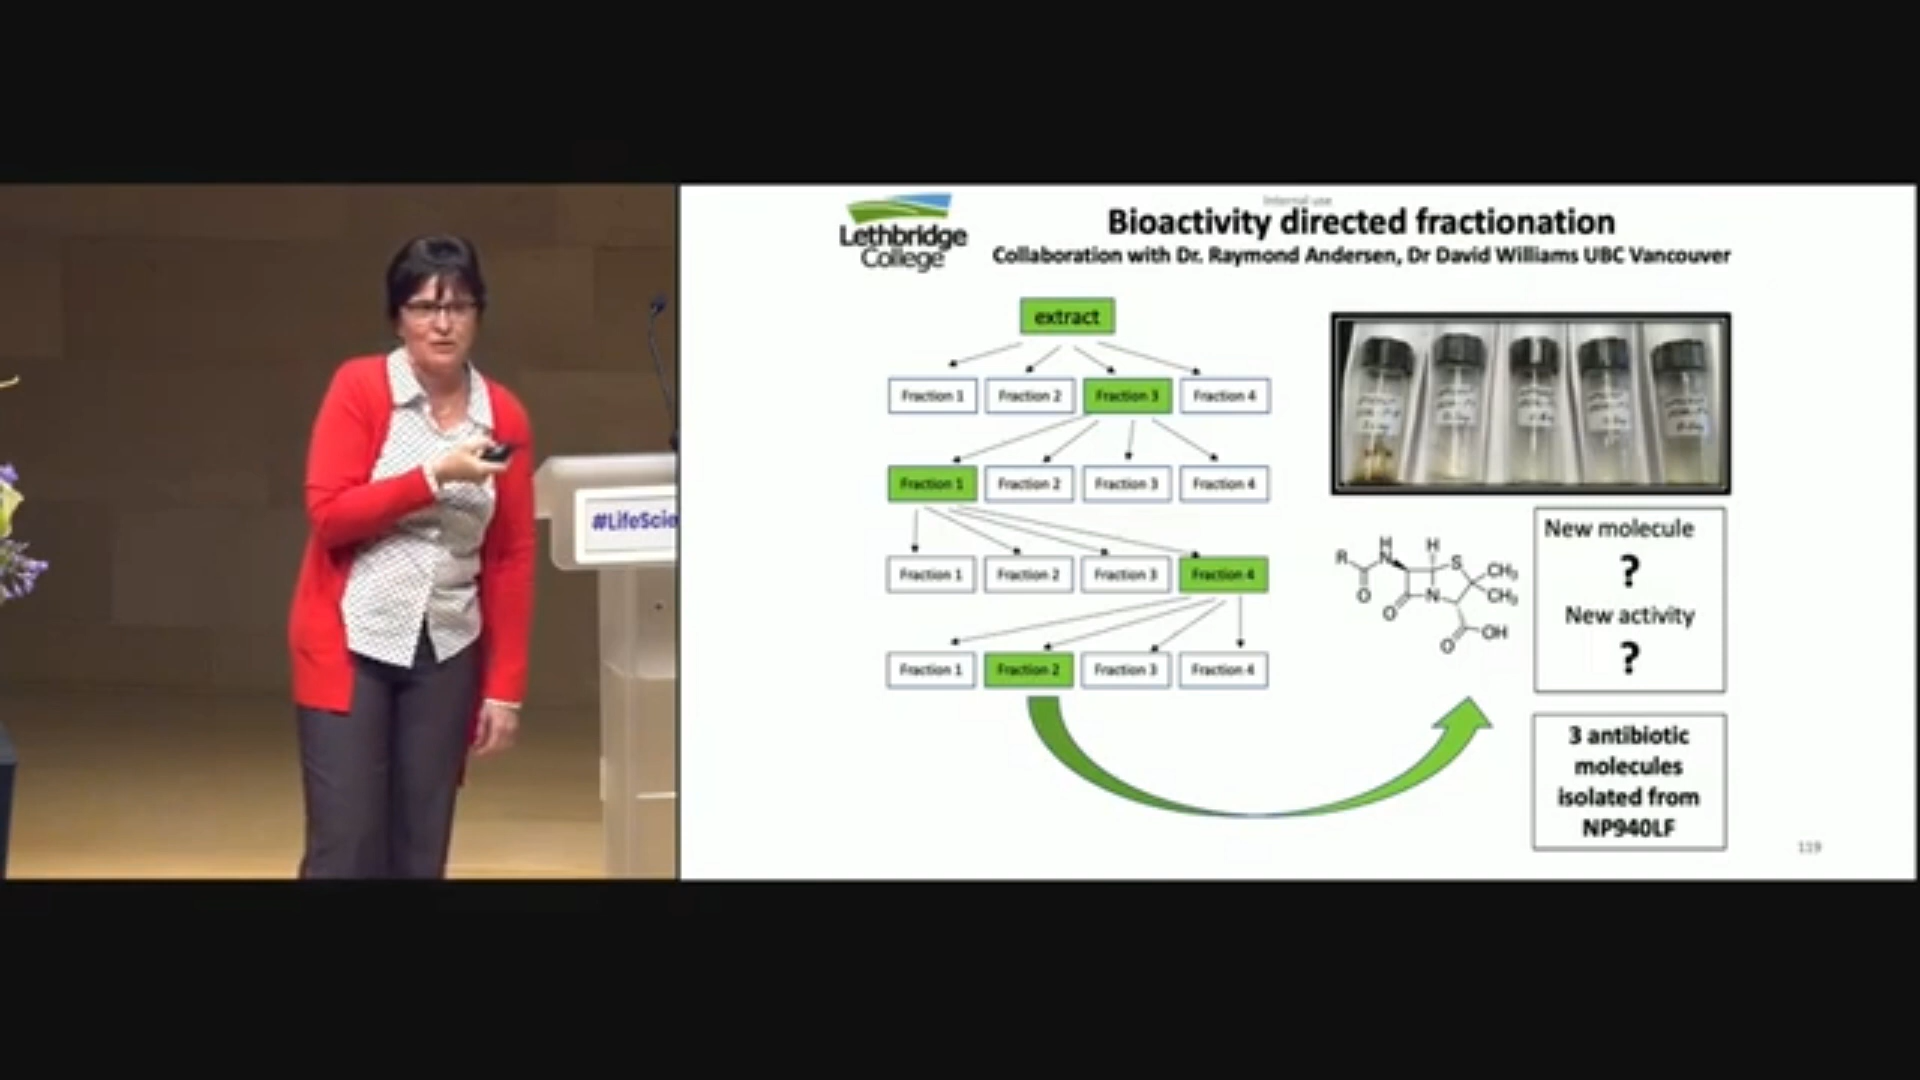 #LifeScie
Lethbridge
College
Internal use
Bioactivity directed fractionation
Collaboration with Dr. Raymond Andersen, Dr David Williams UBC Vancouver
extract
Fraction 1
Fraction 2
Fraction 3
Fraction 4
Fraction 1
Fraction 2
Fraction 3
Fraction 4
Fraction 1
Fraction 2
Fraction 3
Fraction 4
Fraction 1
Fraction 2
Fraction 3
Fraction 4
R
H
N
H
S
CH3
CH3
O
O
N
O
OH
New molecule
?
New activity
?
3 antibiotic
molecules
isolated from
NP940LF
119